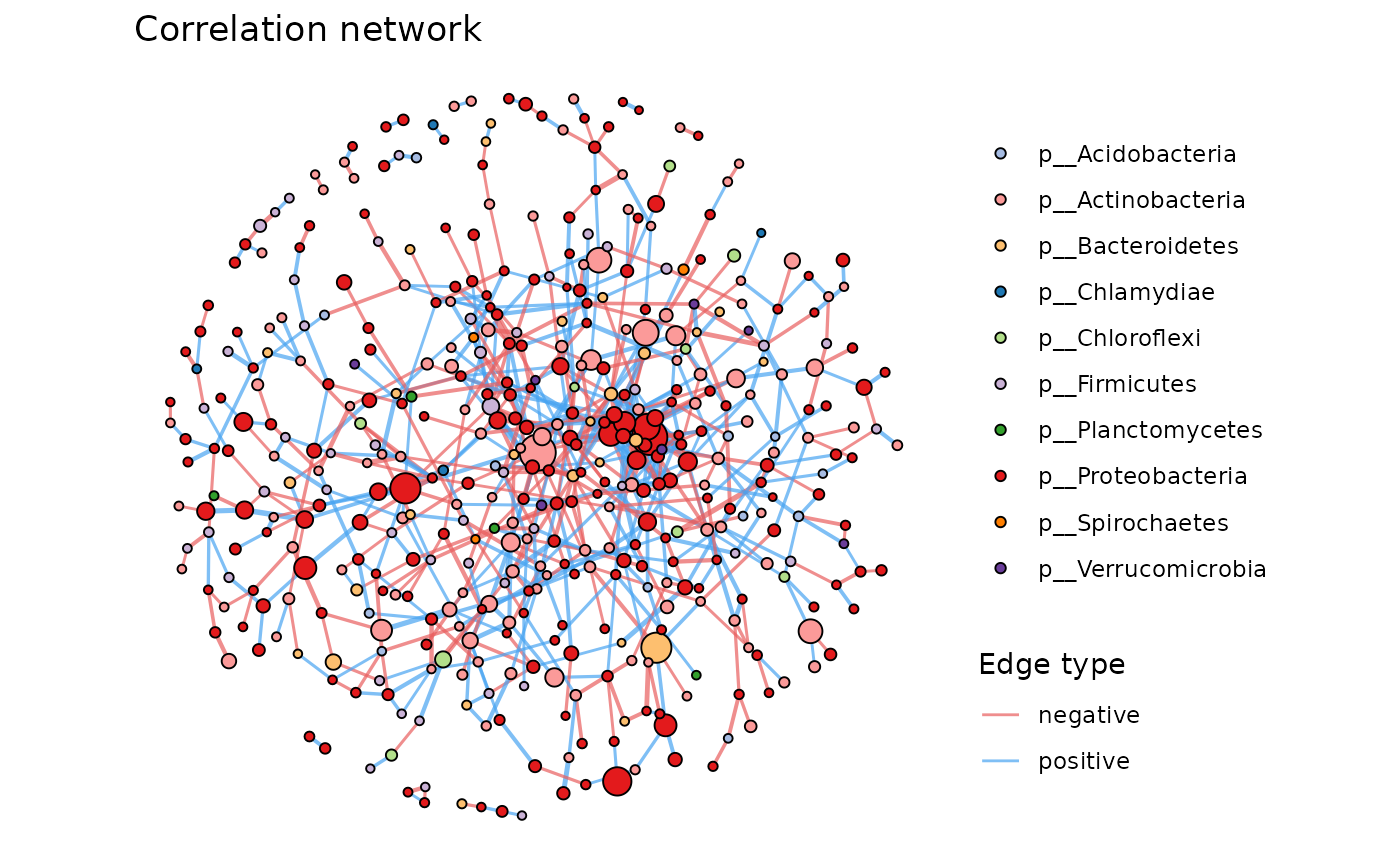 Correlation network
p__Acidobacteria
p__Actinobacteria
p__Bacteroidetes
p__Chlamydiae
p__Chloroflexi
p__Firmicutes
p__Planctomycetes
p__Proteobacteria
p__Spirochaetes
p__Verrucomicrobia
Edge type
negative
positive